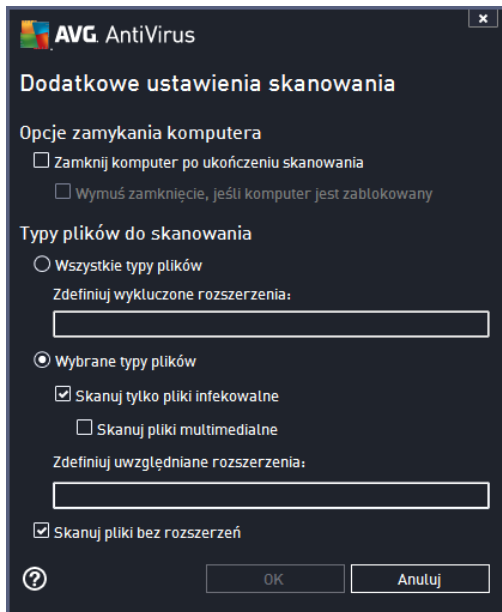 AVG. AntiVirus
Dodatkowe ustawienia skanowania
Opcje zamykania komputera
Zamknij komputer po ukończeniu skanowania
Wymuś zamknięcie, jeśli komputer jest zablokowany
Typy plików do skanowania
Wszystkie typy plików
Zdefiniuj wykluczone rozszerzenia:
Wybrane typy plików
Skanuj tylko pliki infekowalne
Skanuj pliki multimedialne
Zdefiniuj uwzględniane rozszerzenia:
Skanuj pliki bez rozszerzeń
OK
Anuluj